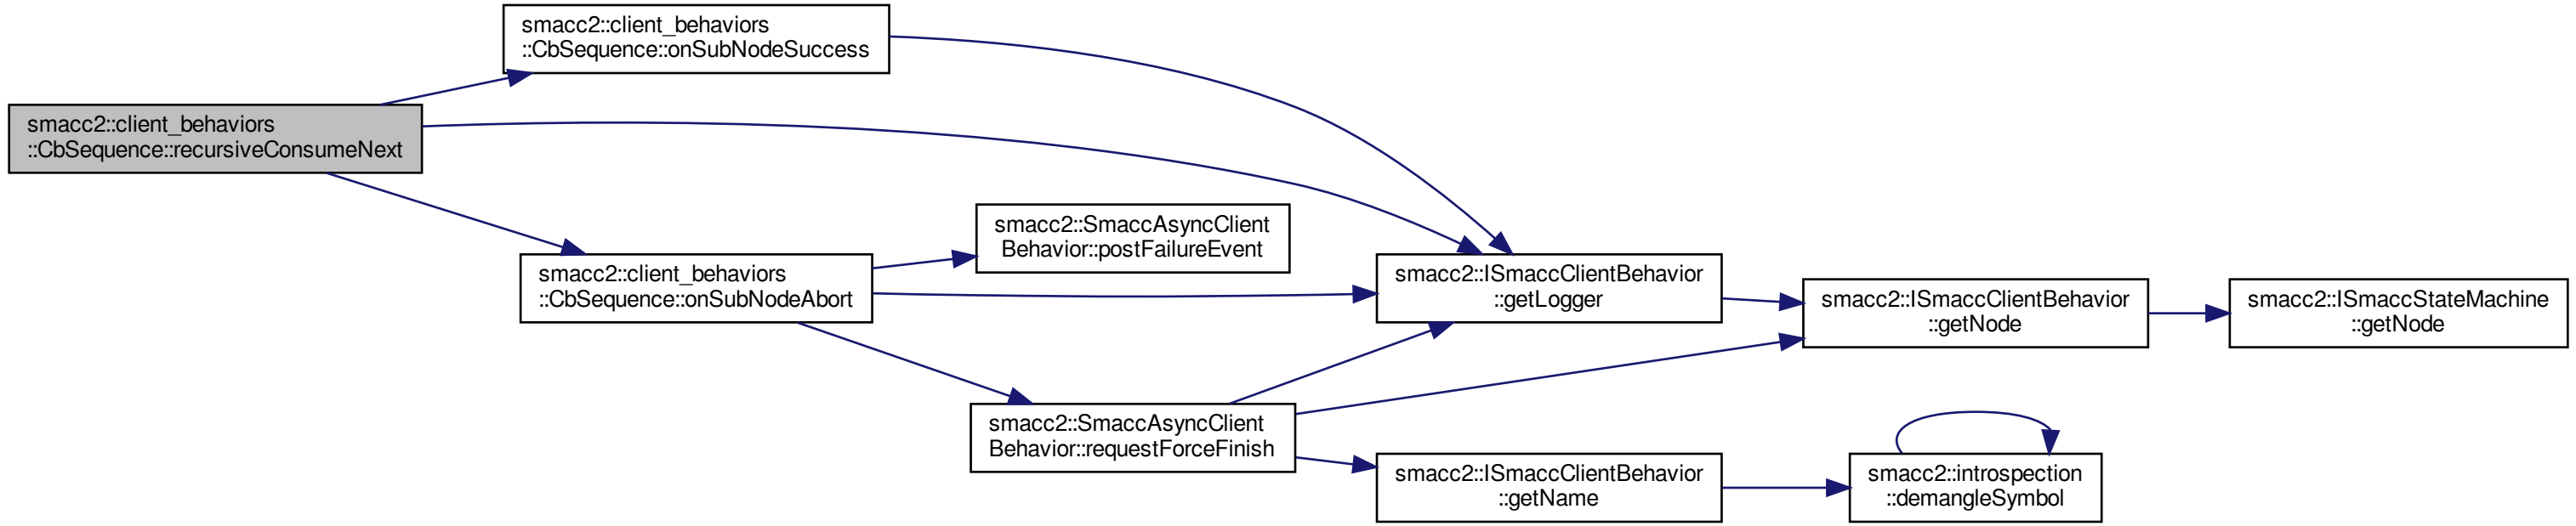 smacc2::client_behaviors
::CbSequence::recursiveConsumeNext
smacc2::client_behaviors
::CbSequence::onSubNodeSuccess
smacc2::client_behaviors
::CbSequence::onSubNodeAbort
smacc2::SmaccAsyncClient
Behavior::postFailureEvent
smacc2::SmaccAsyncClient
Behavior::requestForceFinish
smacc2::ISmaccClientBehavior
::getLogger
smacc2::ISmaccClientBehavior
::getName
smacc2::ISmaccClientBehavior
::getNode
smacc2::introspection
::demangleSymbol
smacc2::ISmaccStateMachine
::getNode